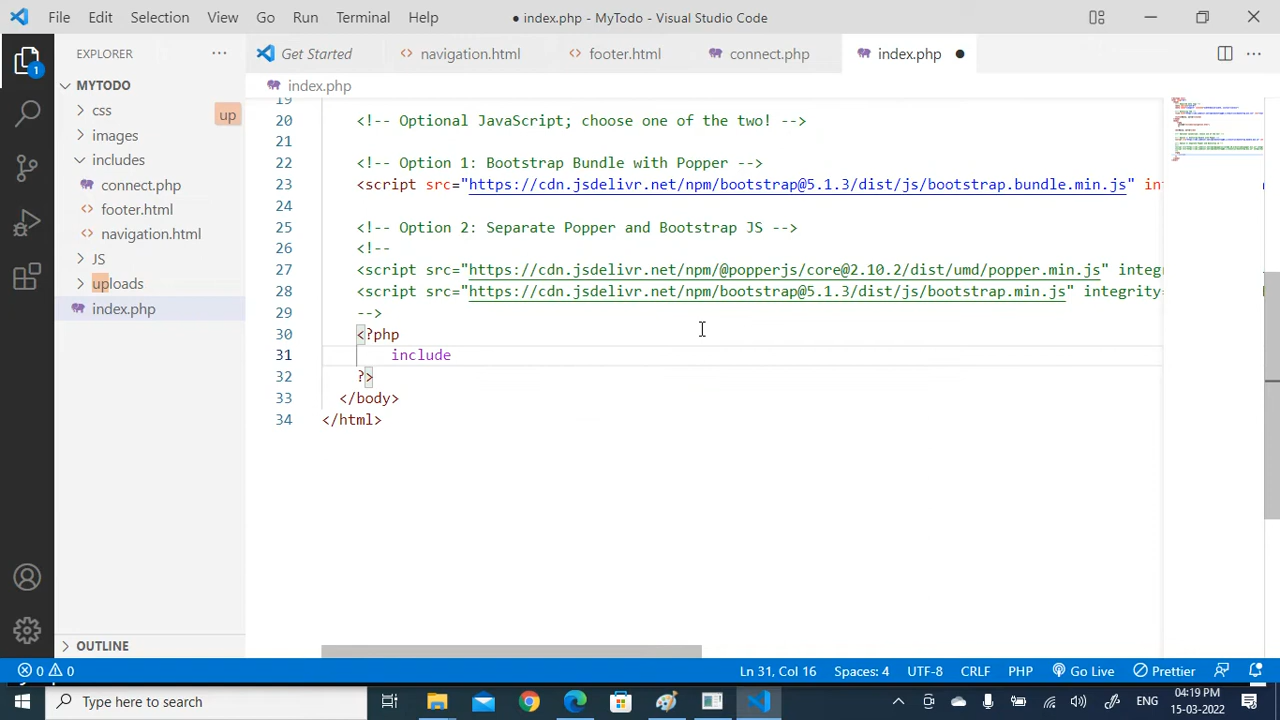 File Edit Selection View Go Run Terminal Help
● index.php - MyTodo - Visual Studio Code
EXPLORER
Get Started navigation.html footer.html connect.php index.php
MYTODO
index.php
css
images
includes
connect.php
footer.html
navigation.html
JS
uploads
index.php
up
19
20 <!-- Optional JavaScript; choose one of the two! -->
21
22 <!-- Option 1: Bootstrap Bundle with Popper -->
23 <script src="https://cdn.jsdelivr.net/npm/bootstrap@5.1.3/dist/js/bootstrap.bundle.min.js" int
24
25 <!-- Option 2: Separate Popper and Bootstrap JS -->
26 <!--
27 <script src="https://cdn.jsdelivr.net/npm/@popperjs/core@2.10.2/dist/umd/popper.min.js" integ
28 <script src="https://cdn.jsdelivr.net/npm/bootstrap@5.1.3/dist/js/bootstrap.min.js" integrity=
29 -->
30 <?php
31 include
32 ?>
33 </body>
34 </html>
1
OUTLINE
0 0 Ln 31, Col 16 Spaces: 4 UTF-8 CRLF PHP Go Live Prettier
Type here to search
ENG
04:19 PM
15-03-2022